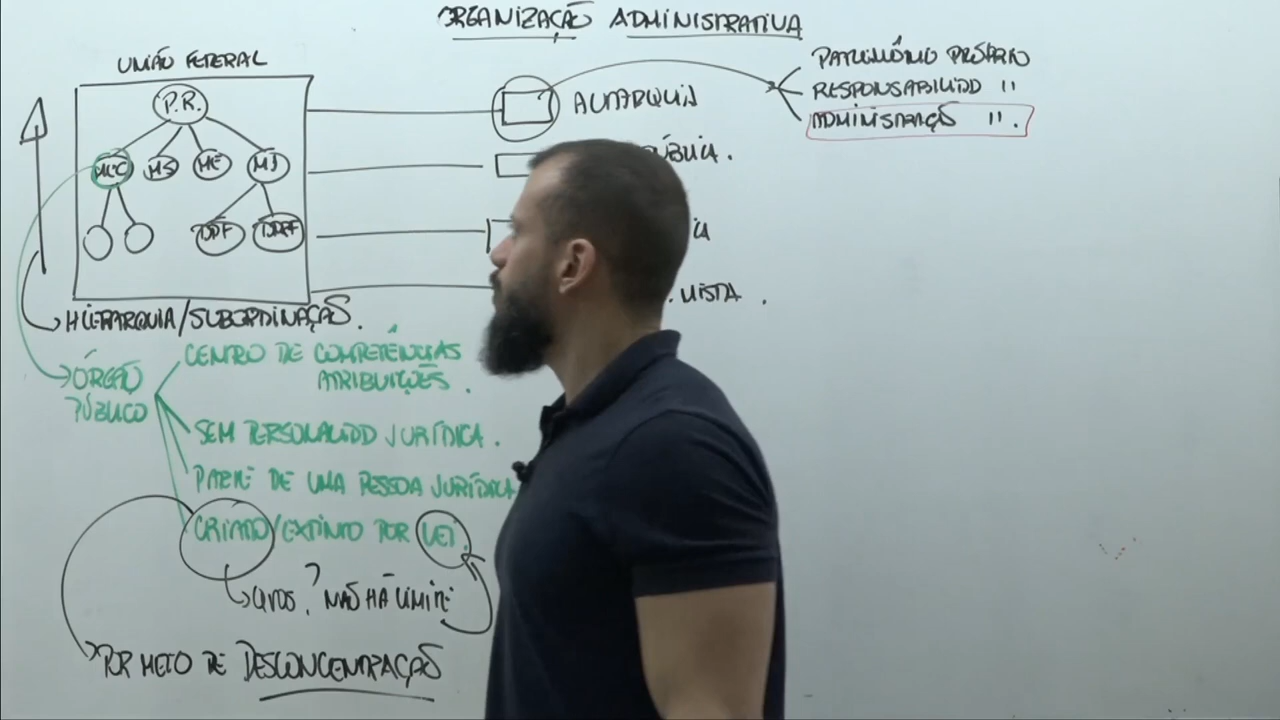 ORGANIZAÇÃO ADMINISTRATIVA
UNIÃO FEDERAL
P.R.
MS ME MJ
DPF DPRF
HIERARQUIA/SUBORDINAÇÃO.
AUTARQUIA
ÚBLICA.
. MISTA .
PATRIMÔNIO PRÓPRIO
RESPONSABILIDD "
ADMINISTRAÇÃO ".
ÓRGÃO
PÚBLICO
CENTRO DE COMPETÊNCIAS
ATRIBUIÇÕES.
SEM PERSONALIDD JURÍDICA.
PARTE DE UMA PESSOA JURÍDICA
CRIADO/EXTINTO POR LEI.
? NÃO HÁ LIMITE
POR MEIO DE DESCONCENTRAÇÃO